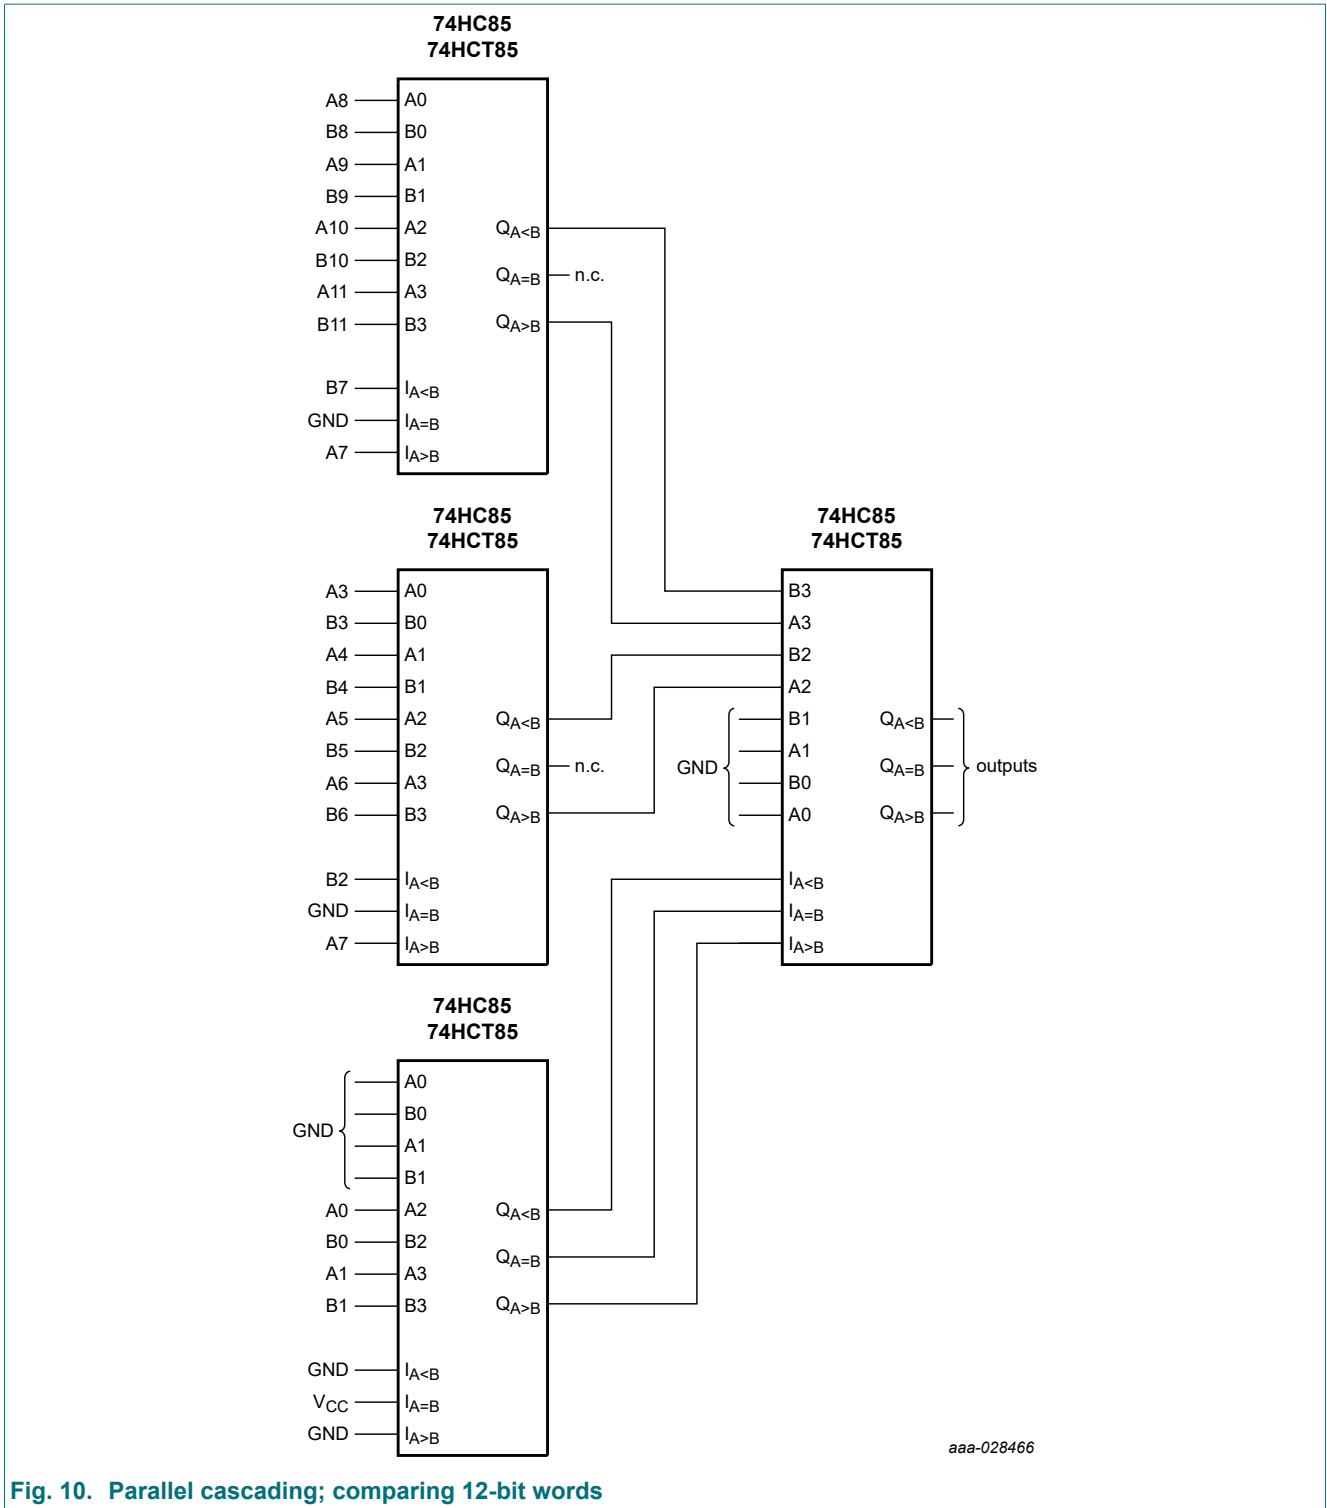 74HC85
74HCT85
A8 A0
B8 B0
A9 A1
B9 B1
A10 A2 QA<B
B10 B2 QA=B n.c.
A11 A3
B11 B3 QA>B
B7 IA<B
GND IA=B
A7 IA>B
74HC85
74HCT85
A3 A0
B3 B0
A4 A1
B4 B1
A5 A2 QA<B
B5 B2 QA=B n.c.
A6 A3
B6 B3 QA>B
B2 IA<B
GND IA=B
A7 IA>B
74HC85
74HCT85
B3
A3
B2
A2
B1 QA<B
A1
GND QA=B outputs
B0
A0 QA>B
IA<B
IA=B
IA>B
74HC85
74HCT85
A0
B0
GND
A1
B1
A0 A2 QA<B
B0 B2 QA=B
A1 A3
B1 B3 QA>B
GND IA<B
VCC IA=B
GND IA>B
aaa-028466
Fig. 10. Parallel cascading; comparing 12-bit words